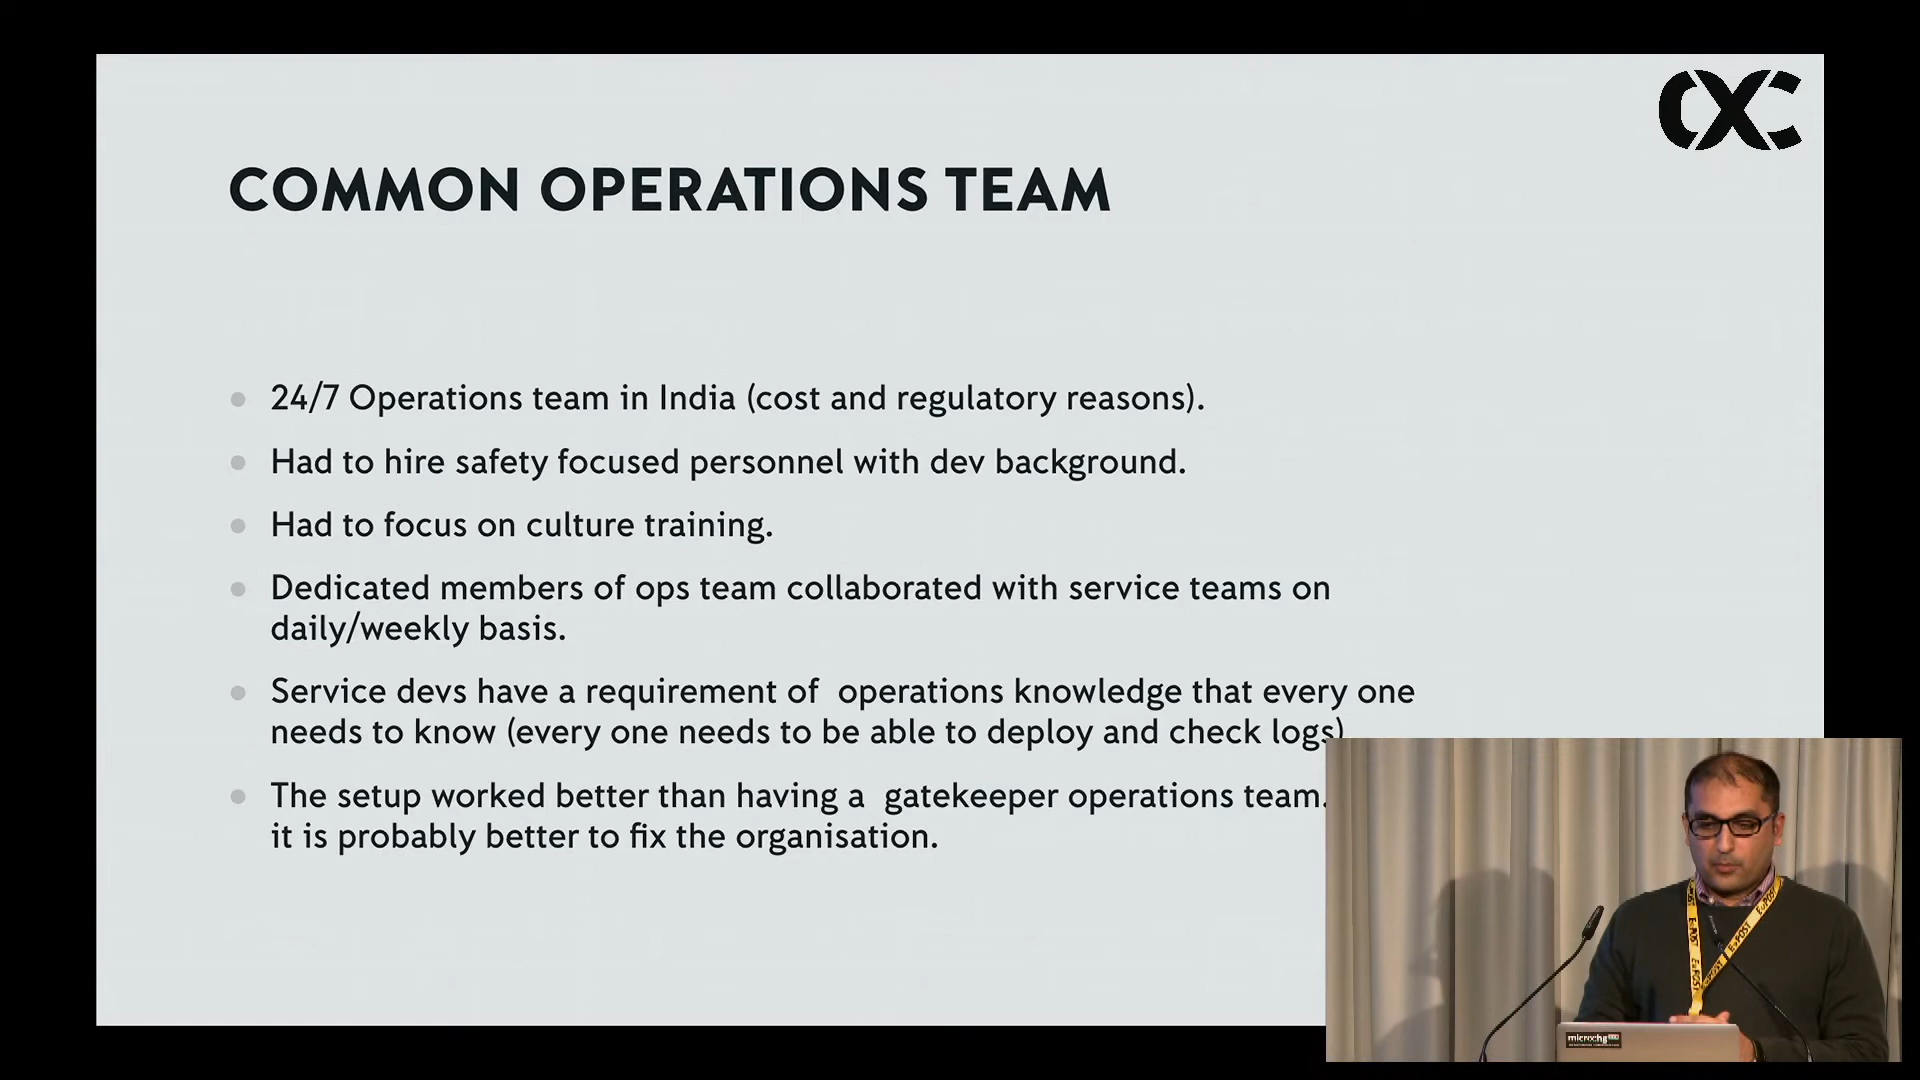 COMMON OPERATIONS TEAM
24/7 Operations team in India (cost and regulatory reasons).
Had to hire safety focused personnel with dev background.
Had to focus on culture training.
Dedicated members of ops team collaborated with service teams on
daily/weekly basis.
Service devs have a requirement of  operations knowledge that every one
needs to know (every one needs to be able to deploy and check logs)
The setup worked better than having a  gatekeeper operations team.
it is probably better to fix the organisation.
E-POST
E-POST
E-POST
E-POST